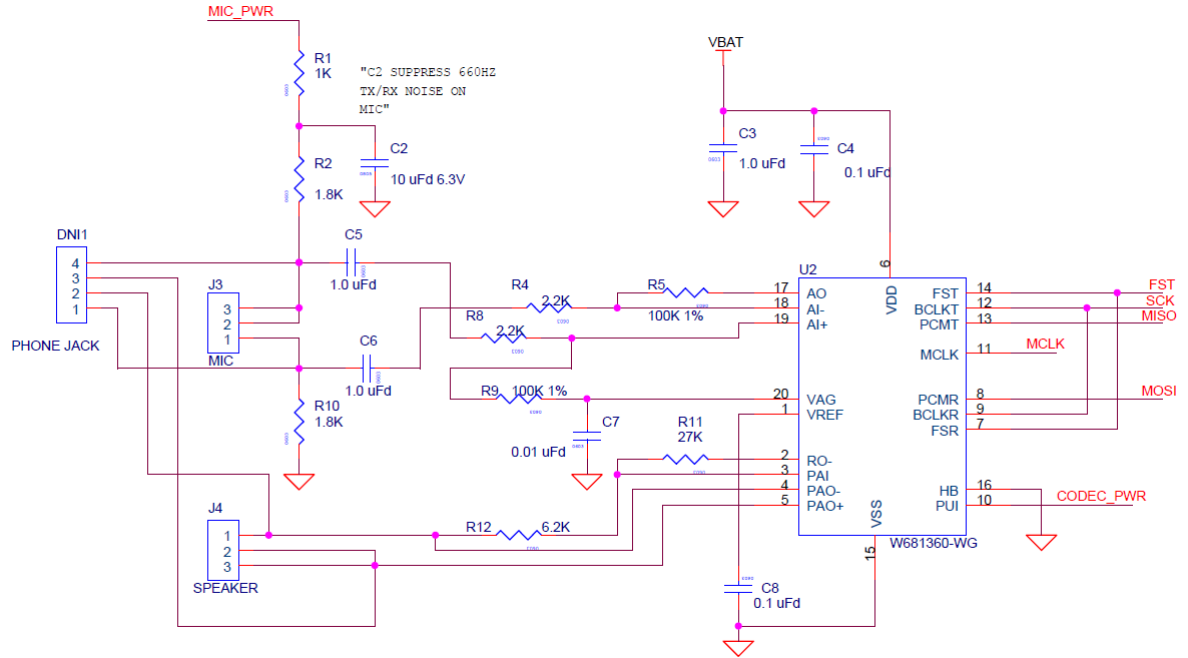 MIC_PWR
R1
1K
"C2 SUPPRESS 660HZ
TX/RX NOISE ON
MIC"
VBAT
C2
10 uFd 6.3V
R2
1.8K
C3
1.0 uFd
C4
0.1 uFd
DNI1
4
3
2
1
PHONE JACK
C5
1.0 uFd
J3
3
2
1
MIC
R4
2.2K
R5
100K 1%
R8
2.2K
C6
1.0 uFd
R10
1.8K
R9
100K 1%
C7
0.01 uFd
R11
27K
J4
1
2
3
SPEAKER
R12
6.2K
U2
6
VDD
17 AO
18 AI-
19 AI+
20 VAG
1 VREF
2 RO-
3 PAI
4 PAO-
5 PAO+
VSS
15
FST 14 FST
BCLKT 12 SCK
PCMT 13 MISO
MCLK 11 MCLK
PCMR 8 MOSI
BCLKR 9
FSR 7
HB 16
PUI 10 CODEC_PWR
W681360-WG
C8
0.1 uFd